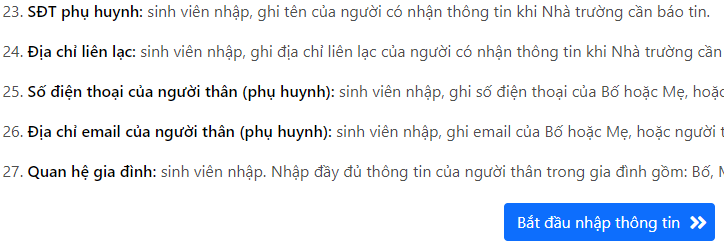 23. SĐT phụ huynh: sinh viên nhập, ghi tên của người có nhận thông tin khi Nhà trường cần báo tin.
24. Địa chỉ liên lạc: sinh viên nhập, ghi địa chỉ liên lạc của người có nhận thông tin khi Nhà trường cần
25. Số điện thoại của người thân (phụ huynh): sinh viên nhập, ghi số điện thoại của Bố hoặc Mẹ, hoặc
26. Địa chỉ email của người thân (phụ huynh): sinh viên nhập, ghi email của Bố hoặc Mẹ, hoặc người
27. Quan hệ gia đình: sinh viên nhập. Nhập đầy đủ thông tin của người thân trong gia đình gồm: Bố,
Bắt đầu nhập thông tin